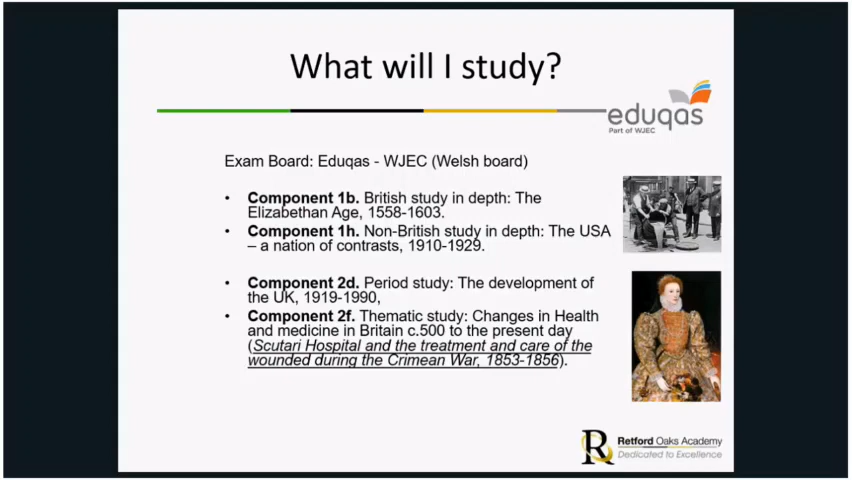 What will I study?
eduqas
Part of WJEC
Exam Board: Eduqas - WJEC (Welsh board)
• Component 1b. British study in depth: The
Elizabethan Age, 1558-1603.
• Component 1h. Non-British study in depth: The USA
– a nation of contrasts, 1910-1929.
• Component 2d. Period study: The development of
the UK, 1919-1990,
• Component 2f. Thematic study: Changes in Health
and medicine in Britain c.500 to the present day
(Scutari Hospital and the treatment and care of the
wounded during the Crimean War, 1853-1856).
R
Retford Oaks Academy
Dedicated to Excellence